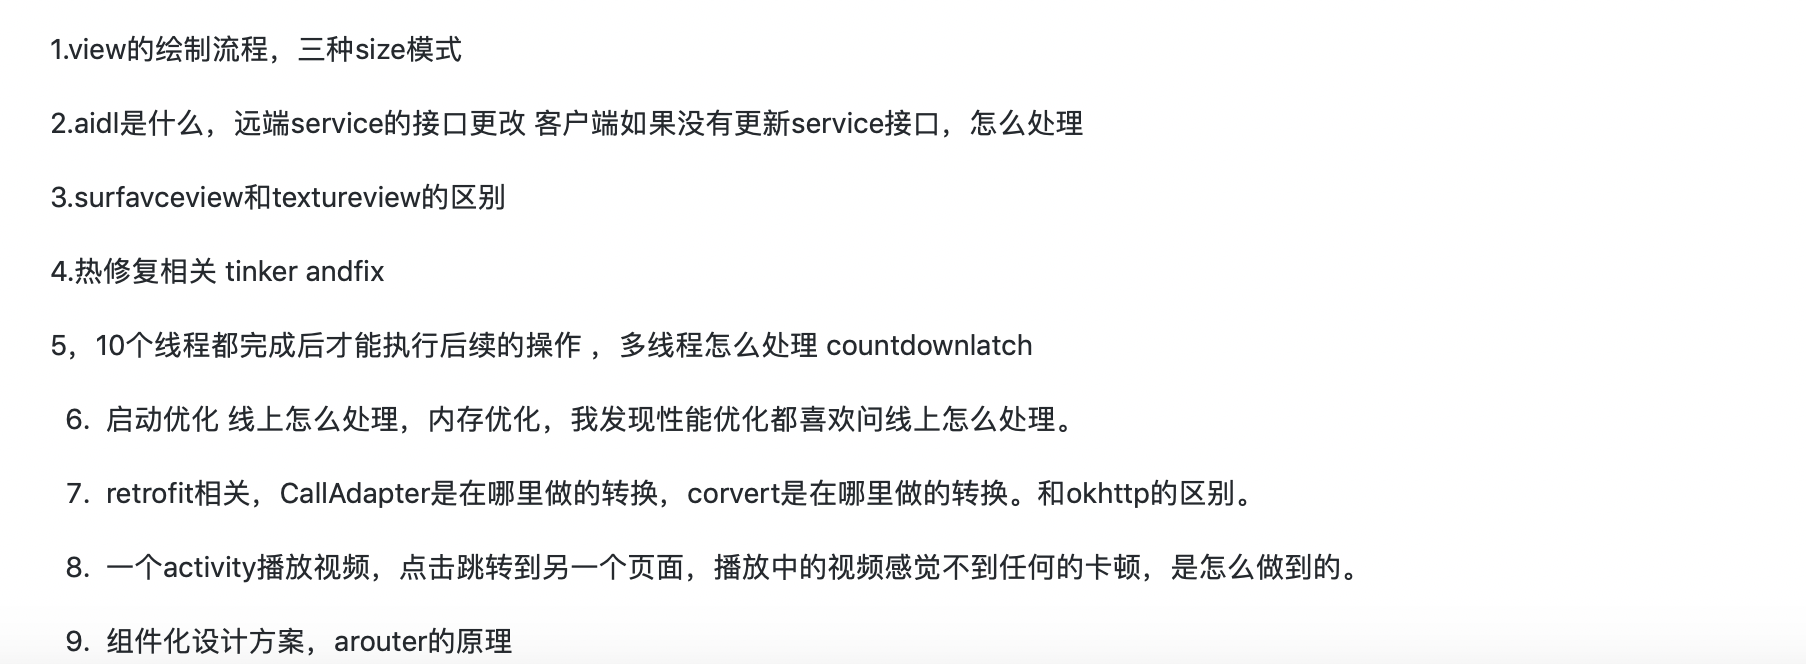 1.view的绘制流程，三种size模式
2.aidl是什么，远端service的接口更改 客户端如果没有更新service接口，怎么处理
3.surfavceview和textureview的区别
4.热修复相关 tinker andfix
5，10个线程都完成后才能执行后续的操作 ，多线程怎么处理 countdownlatch
6. 启动优化 线上怎么处理，内存优化，我发现性能优化都喜欢问线上怎么处理。
7. retrofit相关，CallAdapter是在哪里做的转换，corvert是在哪里做的转换。和okhttp的区别。
8. 一个activity播放视频，点击跳转到另一个页面，播放中的视频感觉不到任何的卡顿，是怎么做到的。
9. 组件化设计方案，arouter的原理